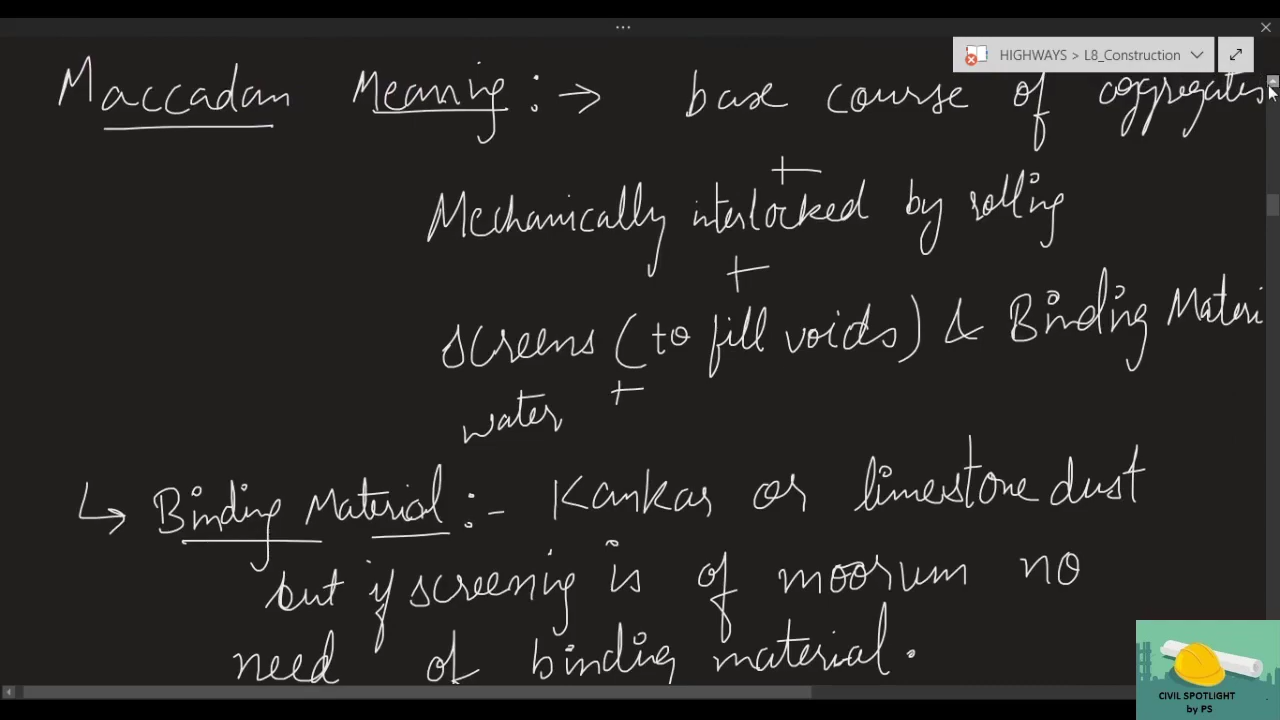 HIGHWAYS > L8_Construction
Maccadam Meaning :→ base course of aggregates
+
Mechanically interlocked by rolling
+
screens (to fill voids) & Binding Materi
+
water
↳ Binding Material :- Kankar or limestone dust
but if screening is of moorum no
need of binding material.
CIVIL SPOTLIGHT
by PS